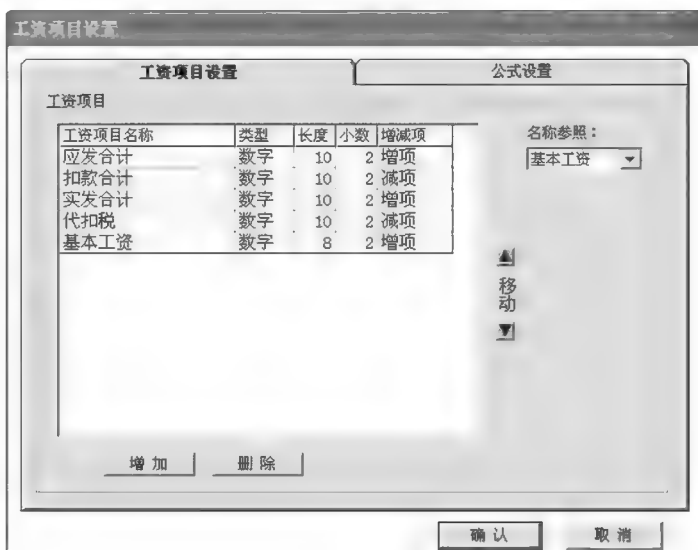 工资项目设置
工资项目设置 公式设置
工资项目
工资项目名称 类型 长度 小数 增减项
应发合计 数字 10 2 增项
扣款合计 数字 10 2 减项
实发合计 数字 10 2 增项
代扣税 数字 10 2 减项
基本工资 数字 8 2 增项
名称参照：
基本工资
移动
增加 删除
确认 取消